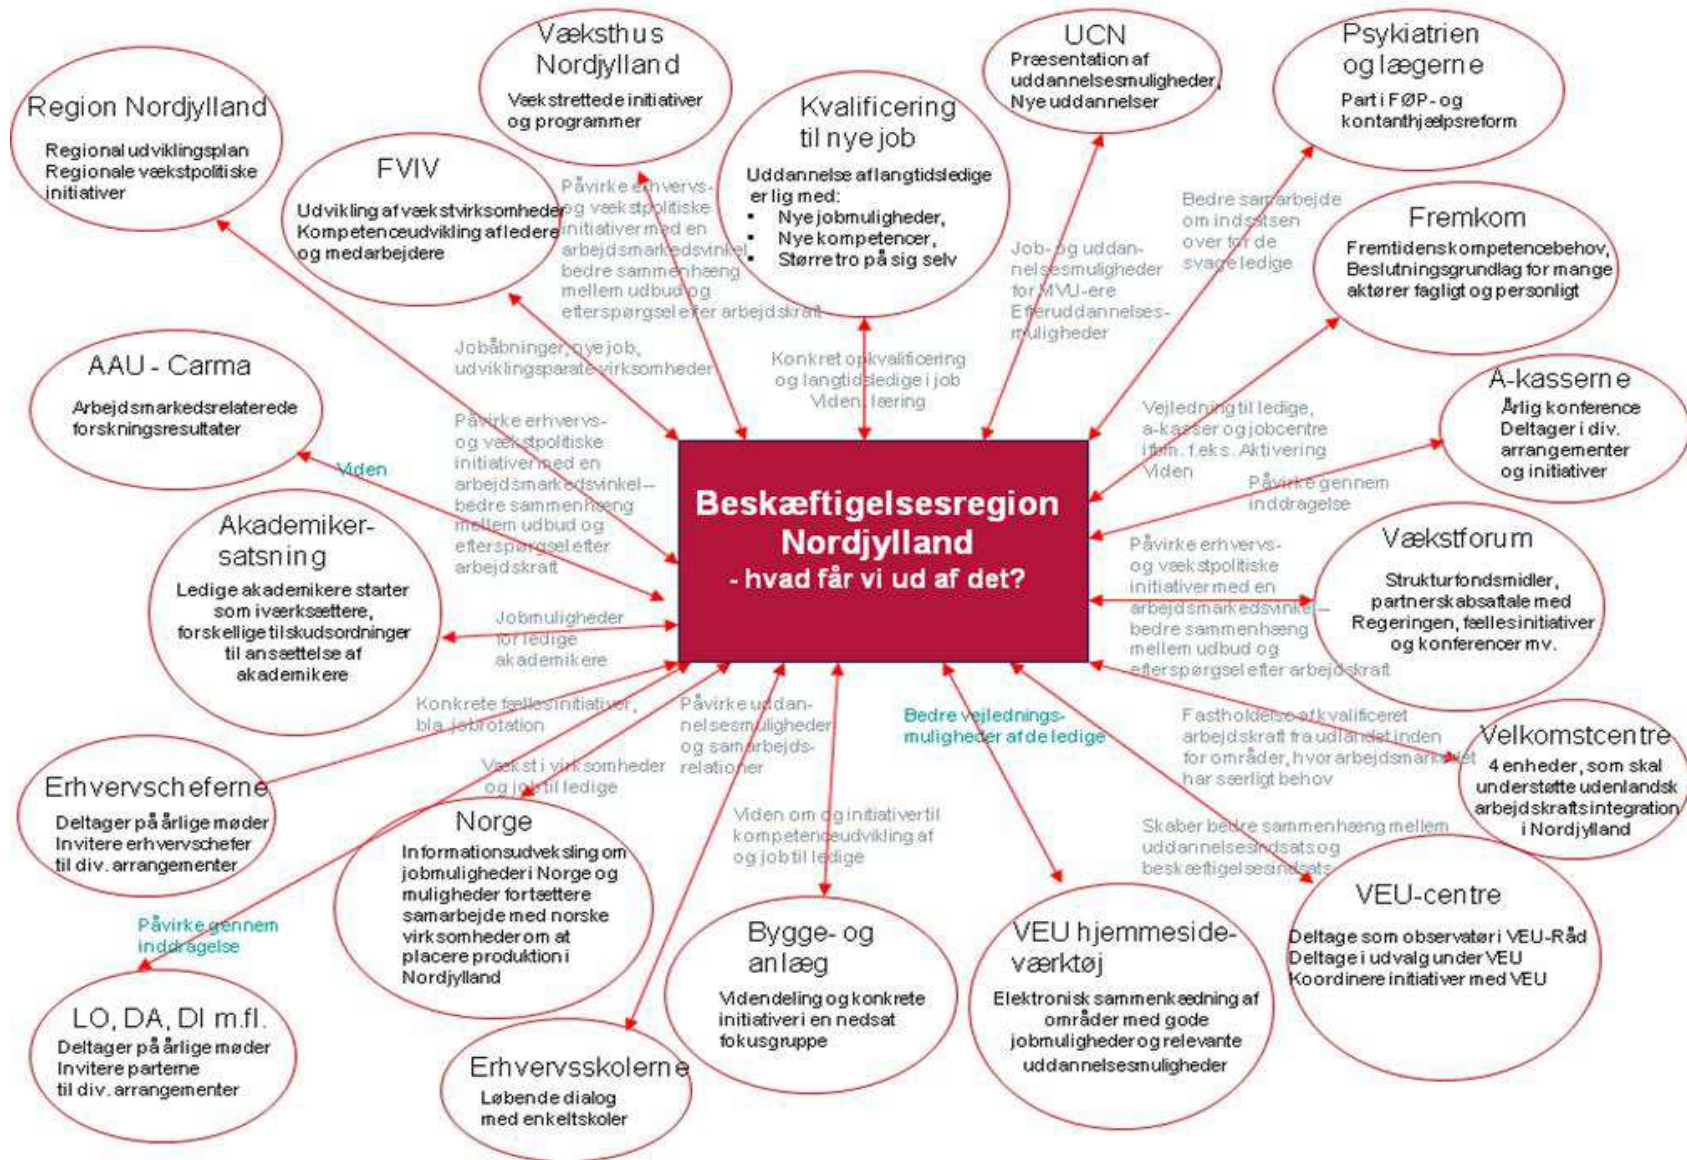 Region Nordjylland
Regional udviklingsplan
Regionale vækstpolitiske
initiativer
Væksthus
Nordjylland
Vækstrettede initiativer
og programmer
FVIV
Udvikling af vækstvirksomheder
Kompetenceudvikling af ledere
og medarbejdere
Kvalificering
til nye job
Uddannelse af langtidsledige
er lig med:
▪ Nye jobmuligheder,
▪ Nye kompetencer,
▪ Større tro på sig selv
UCN
Præsentation af
uddannelsesmuligheder,
Nye uddannelser
Psykiatrien
og lægerne
Part i FØP- og
kontanthjælpsreform
Fremkom
Fremtidens kompetencebehov,
Beslutningsgrundlag for mange
aktører fagligt og personligt
Påvirke erhvervs-
og vækstpolitiske
initiativer med en
arbejdsmarkedsvinkel
bedre sammenhæng
mellem udbud og
efterspørgsel efter arbejdskraft
Jobåbninger, nye job,
udviklingsparate virksomheder
Konkret opkvalificering
og langtidsledige i job
Viden, læring
Job- og uddan-
nelsesmuligheder
for MVU-ere
Efteruddannelses-
muligheder
Bedre samarbejde
om indsatsen
over for de
svage ledige
Vejledning til ledige,
a-kasser og jobcentre
ifbm. f.eks. Aktivering
Viden
AAU - Carma
Arbejdsmarkedsrelaterede
forskningsresultater
Viden
Påvirke erhvervs-
og vækstpolitiske
initiativer med en
arbejdsmarkedsvinkel –
bedre sammenhæng
mellem udbud og
efterspørgsel efter
arbejdskraft
A-kasserne
Årlig konference
Deltager i div.
arrangementer
og initiativer
Påvirke gennem
inddragelse
Beskæftigelsesregion
Nordjylland
- hvad får vi ud af det?
Akademiker-
satsning
Ledige akademikere starter
som iværksættere,
forskellige tilskudsordninger
til ansættelse af
akademikere
Jobmuligheder
for ledige
akademikere
Påvirke erhvervs-
og vækstpolitiske
initiativer med en
arbejdsmarkedsvinkel –
bedre sammenhæng
mellem udbud og
efterspørgsel efter arbejdskraft
Vækstforum
Strukturfondsmidler,
partnerskabsaftale med
Regeringen, fælles initiativer
og konferencer mv.
Konkrete fælles initiativer,
bla. jobrotation
Erhvervscheferne
Deltager på årlige møder
Invitere erhvervschefer
til div. arrangementer
Vækst i virksomheder
og job til ledige
Norge
Informationsudveksling om
jobmuligheder i Norge og
muligheder for tættere
samarbejde med norske
virksomheder om at
placere produktion i
Nordjylland
Påvirke uddan-
nelsesmuligheder
og samarbejds-
relationer
Viden om og initiativer til
kompetenceudvikling af
og job til ledige
Bedre vejlednings-
muligheder af de ledige
Fastholdelse af kvalificeret
arbejdskraft fra udlandet inden
for områder, hvor arbejdsmarkedet
har særligt behov
Velkomstcentre
4 enheder, som skal
understøtte udenlandsk
arbejdskrafts integration
i Nordjylland
Skaber bedre sammenhæng mellem
uddannelsesindsats og
beskæftigelsesindsats
Påvirke gennem
inddragelse
LO, DA, DI m.fl.
Deltager på årlige møder
Invitere parterne
til div. arrangementer
Erhvervsskolerne
Løbende dialog
med enkeltskoler
Bygge- og
anlæg
Videndeling og konkrete
initiativer i en nedsat
fokusgruppe
VEU hjemmeside-
værktøj
Elektronisk sammenkædning af
områder med gode
jobmuligheder og relevante
uddannelsesmuligheder
VEU-centre
Deltage som observatør i VEU-Råd
Deltage i udvalg under VEU
Koordinere initiativer med VEU